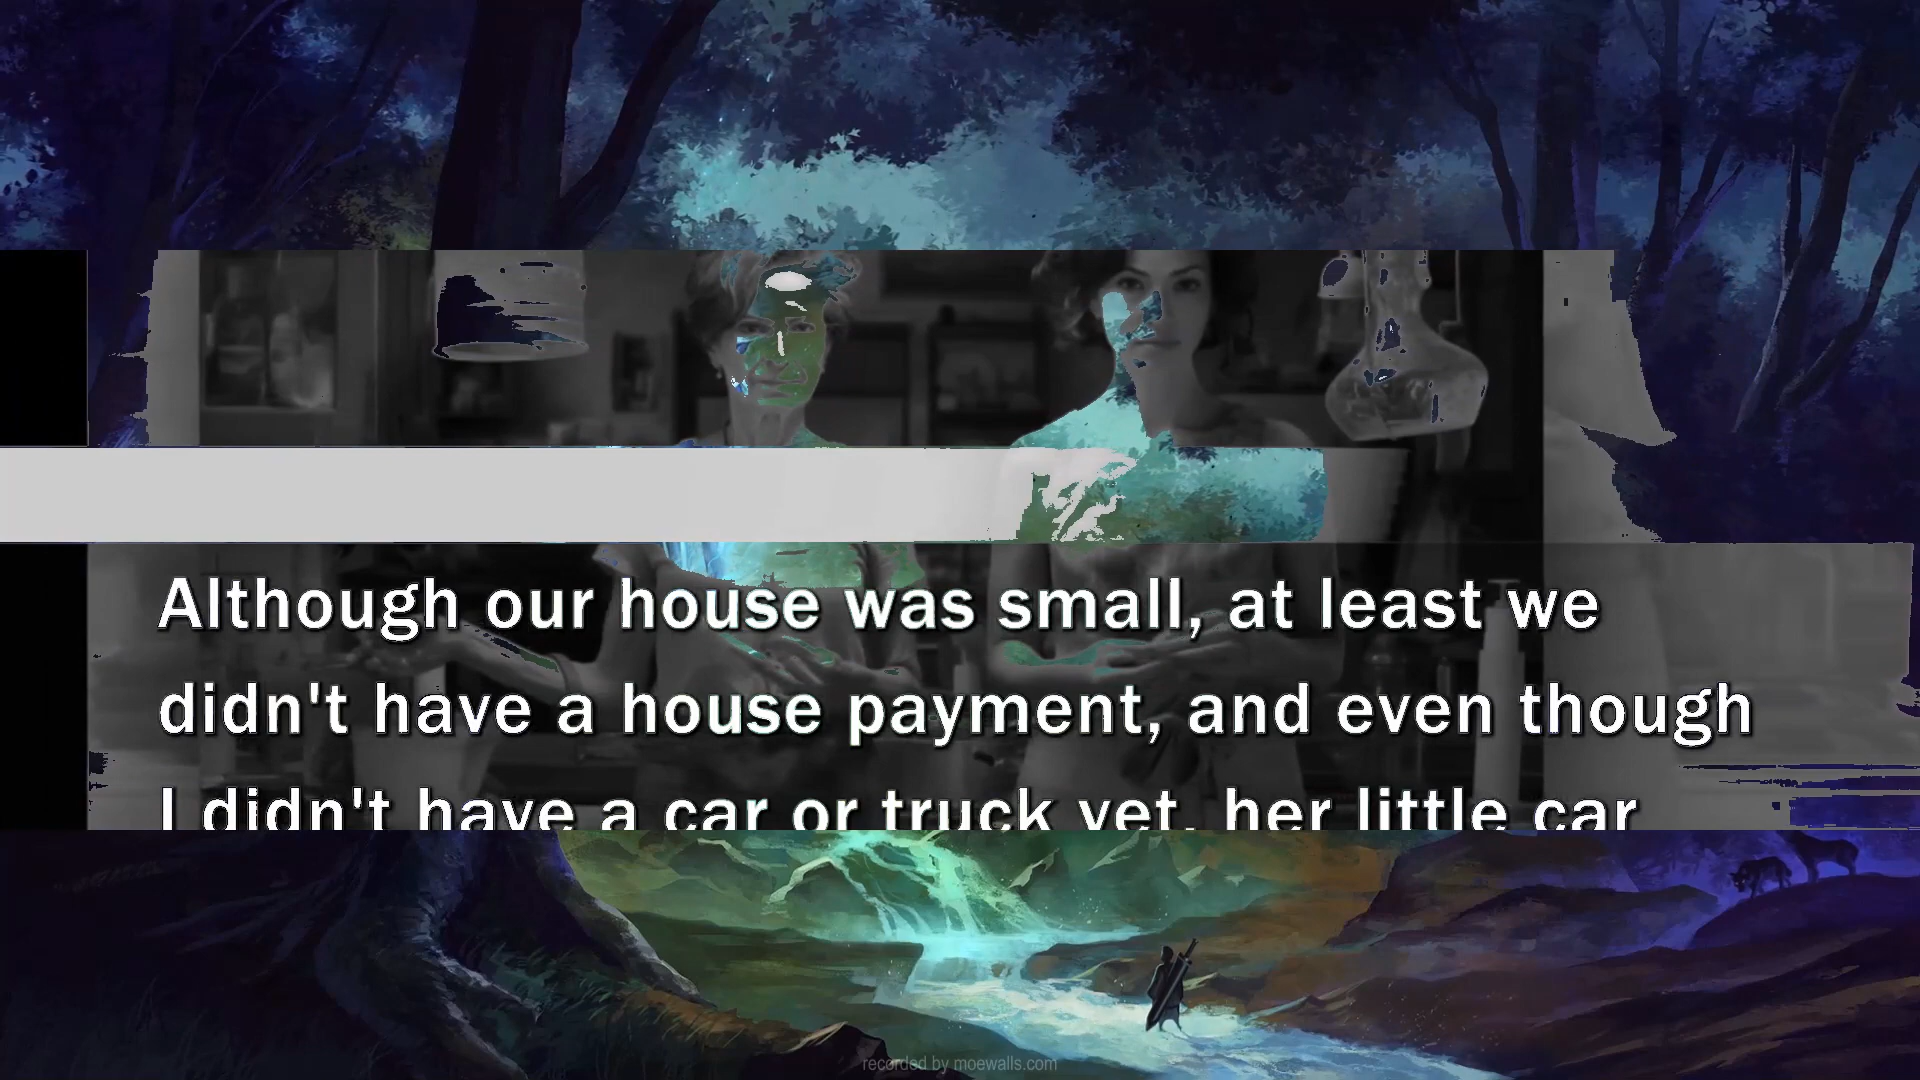 Although our house was small, at least we
didn't have a house payment, and even though
I didn't have a car or truck yet, her little car
recorded by moewalls.com